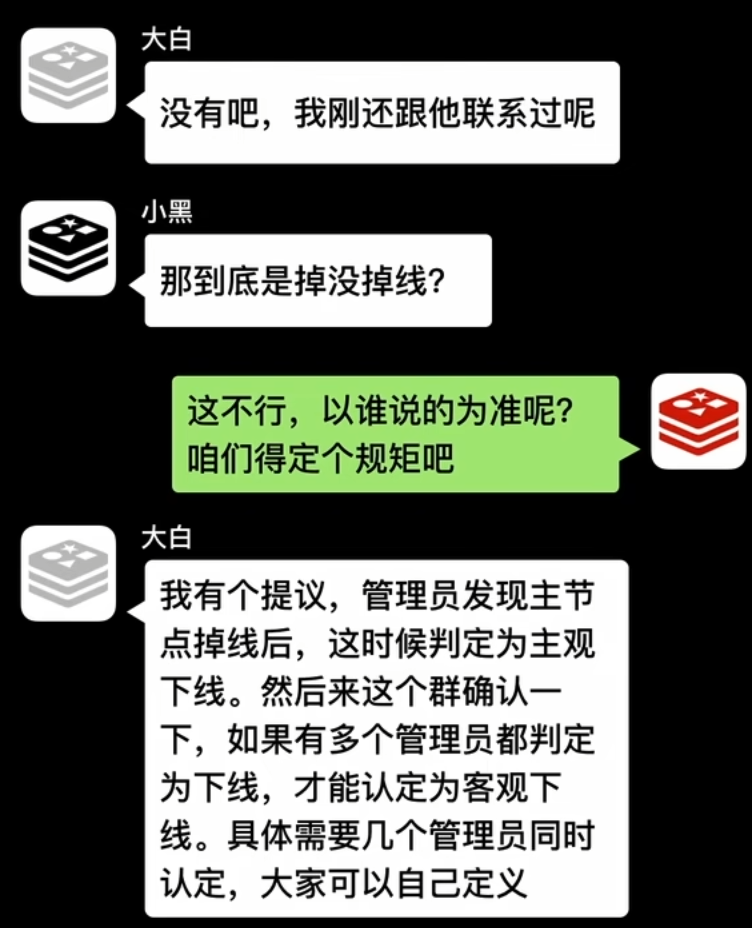 大白
没有吧，我刚还跟他联系过呢
小黑
那到底是掉没掉线？
这不行，以谁说的为准呢？
咱们得定个规矩吧
大白
我有个提议，管理员发现主节
点掉线后，这时候判定为主观
下线。然后来这个群确认一
下，如果有多个管理员都判定
为下线，才能认定为客观下
线。具体需要几个管理员同时
认定，大家可以自己定义